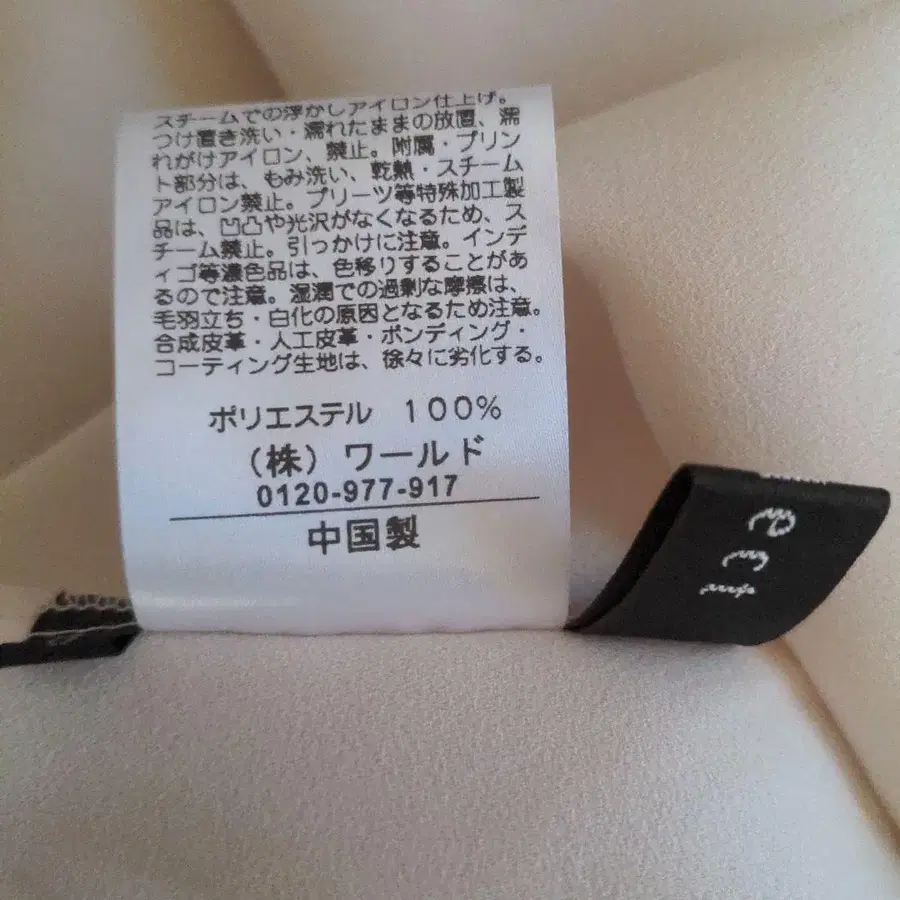 スチームでの浮かしアイロン仕上げ。
つけ置き洗い・濡れたままの放置、濡
れがけアイロン、禁止。附属・プリン
ト部分は、もみ洗い、乾熱・スチーム
アイロン禁止。プリーツ等特殊加工製
品は、凹凸や光沢がなくなるため、ス
チーム禁止。引っかけに注意。インデ
ィゴ等濃色品は、色移りすることがあ
るので注意。湿潤での過剰な摩擦は、
毛羽立ち・白化の原因となるため注意。
合成皮革・人工皮革・ボンディング・
コーティング生地は、徐々に劣化する。
ポリエステル 100%
(株) ワールド
0120-977-917
中国製
ect